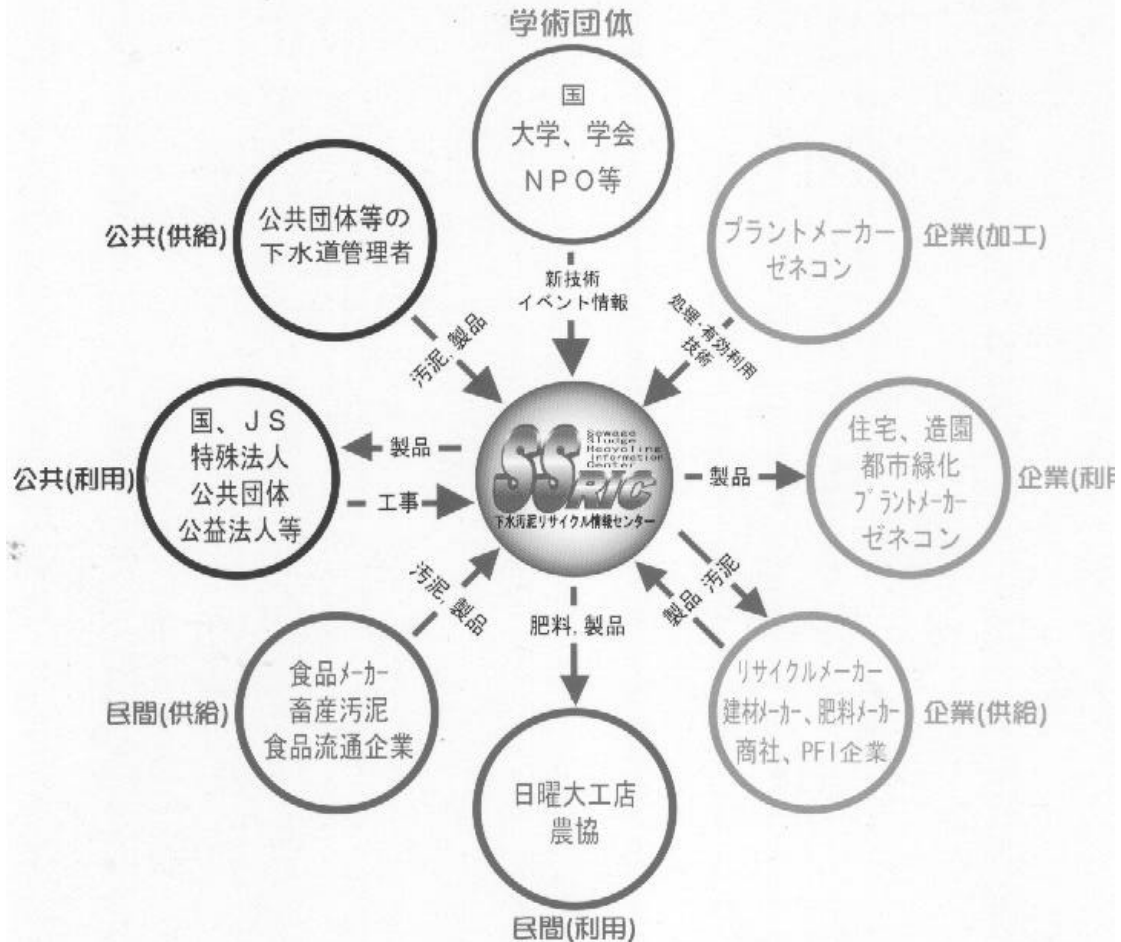 学術団体
国
大学、学会
NPO等
公共(供給)
公共団体等の
下水道管理者
プラントメーカー
ゼネコン
企業(加工)
新技術
イベント情報
汚泥,製品
処理・有効利用
技術
公共(利用)
国、JS
特殊法人
公共団体
公益法人等
製品
工事
SSRIC
Sewage
Sludge
Recycling
Information
Center
下水汚泥リサイクル情報センター
製品
住宅、造園
都市緑化
プラントメーカー
ゼネコン
企業(利用
汚泥,製品
肥料,製品
製品
汚泥
民間(供給)
食品メーカー
畜産汚泥
食品流通企業
リサイクルメーカー
建材メーカー、肥料メーカー
商社、PFI企業
企業(供給)
日曜大工店
農協
民間(利用)